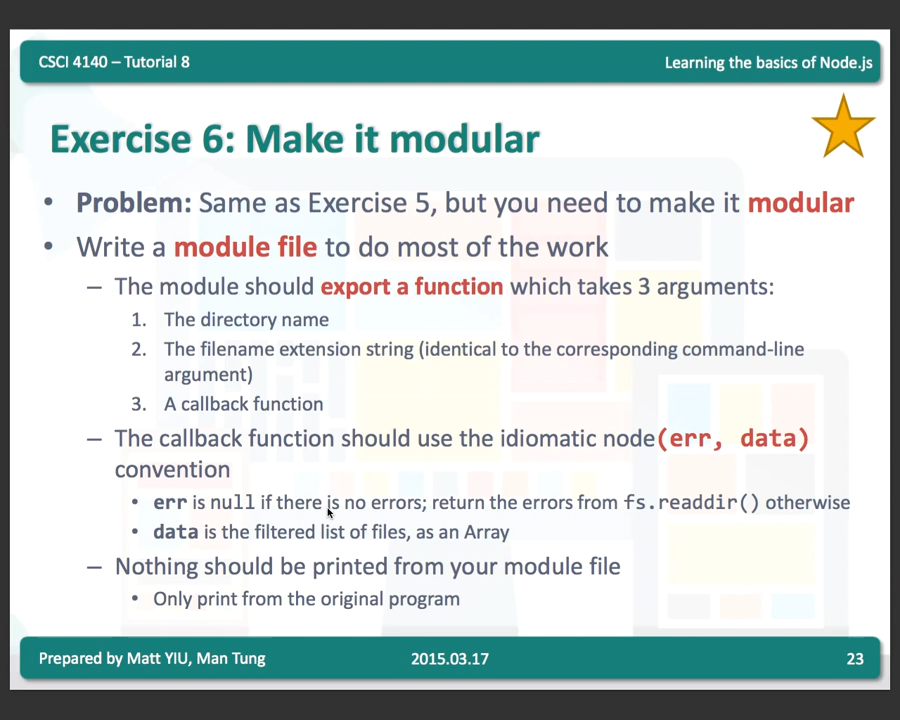 CSCI 4140 – Tutorial 8
Learning the basics of Node.js
Exercise 6: Make it modular
• Problem: Same as Exercise 5, but you need to make it modular
• Write a module file to do most of the work
– The module should export a function which takes 3 arguments:
1. The directory name
2. The filename extension string (identical to the corresponding command-line
argument)
3. A callback function
– The callback function should use the idiomatic node(err, data)
convention
• err is null if there is no errors; return the errors from fs.readdir() otherwise
• data is the filtered list of files, as an Array
– Nothing should be printed from your module file
• Only print from the original program
Prepared by Matt YIU, Man Tung
2015.03.17
23